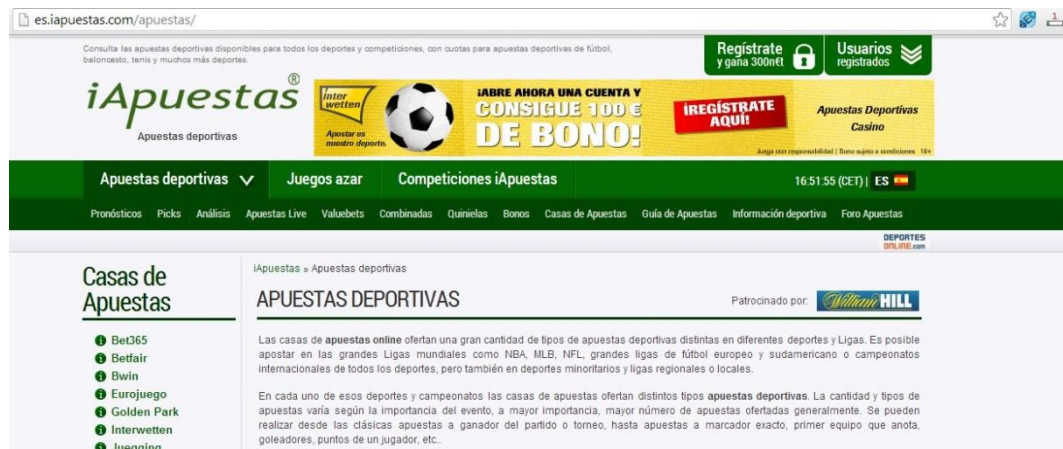 es.iapuestas.com/apuestas/
Consulta las apuestas deportivas disponibles para todos los deportes y competiciones, con cuotas para apuestas deportivas de fútbol,
baloncesto, tenis y muchos más deportes.
Regístrate
y gana 300n€t
Usuarios
registrados
iApuestas®
Apuestas deportivas
inter
wetten
Apostar es
nuestro deporte.
¡ABRE AHORA UNA CUENTA Y
CONSIGUE 100 €
DE BONO!
¡REGÍSTRATE
AQUÍ!
Apuestas Deportivas
Casino
Juega con responsabilidad | Bono sujeto a condiciones 18+
Apuestas deportivas Juegos azar Competiciones iApuestas 16:51:55 (CET) | ES
Pronósticos Picks Análisis Apuestas Live Valuebets Combinadas Quinielas Bonos Casas de Apuestas Guía de Apuestas Información deportiva Foro Apuestas
DEPORTES
ONLINE.com
Casas de
Apuestas
Bet365
Betfair
Bwin
Eurojuego
Golden Park
Interwetten
Juegging
iApuestas » Apuestas deportivas
APUESTAS DEPORTIVAS
Patrocinado por: William HILL
Las casas de apuestas online ofertan una gran cantidad de tipos de apuestas deportivas distintas en diferentes deportes y Ligas. Es posible
apostar en las grandes Ligas mundiales como NBA, MLB, NFL, grandes ligas de fútbol europeo y sudamericano o campeonatos
internacionales de todos los deportes, pero también en deportes minoritarios y ligas regionales o locales.
En cada uno de esos deportes y campeonatos las casas de apuestas ofertan distintos tipos apuestas deportivas. La cantidad y tipos de
apuestas varía según la importancia del evento, a mayor importancia, mayor número de apuestas ofertadas generalmente. Se pueden
realizar desde las clásicas apuestas a ganador del partido o torneo, hasta apuestas a marcador exacto, primer equipo que anota,
goleadores, puntos de un jugador, etc..